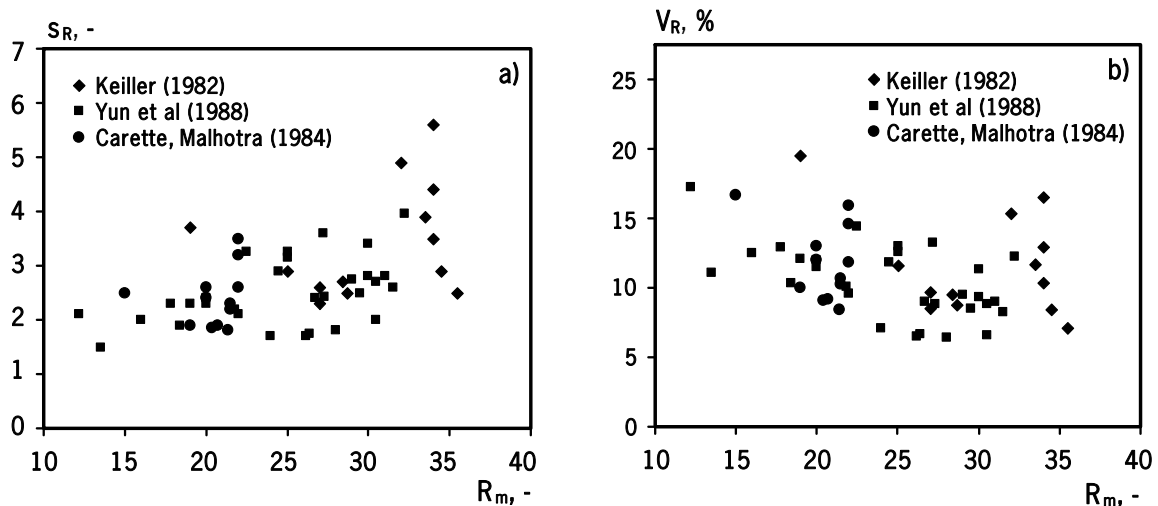 s_R, -
7
6
5
4
3
2
1
0
a)
Keiller (1982)
Yun et al (1988)
Carette, Malhotra (1984)
10 15 20 25 30 35 40
R_m, -
V_R, %
25
20
15
10
5
0
b)
Keiller (1982)
Yun et al (1988)
Carette, Malhotra (1984)
10 15 20 25 30 35 40
R_m, -